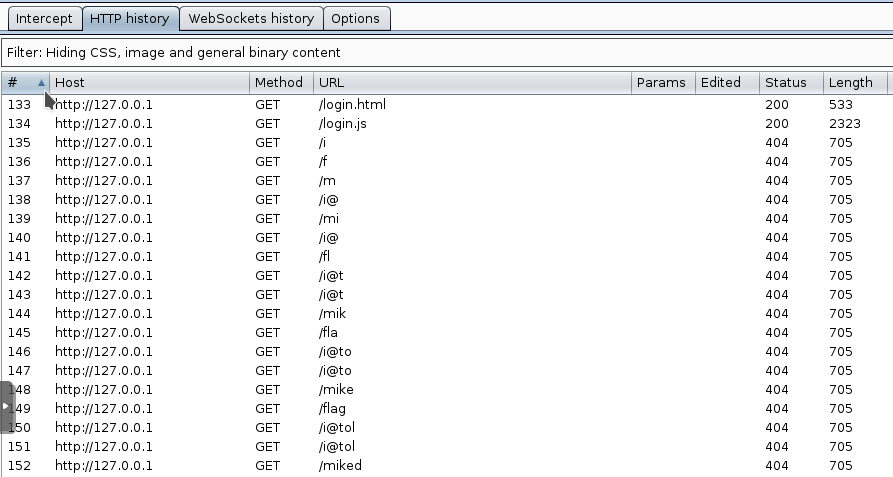 Intercept HTTP history WebSockets history Options
Filter: Hiding CSS, image and general binary content
# Host Method URL Params Edited Status Length
133 http://127.0.0.1 GET /login.html 200 533
134 http://127.0.0.1 GET /login.js 200 2323
135 http://127.0.0.1 GET /i 404 705
136 http://127.0.0.1 GET /f 404 705
137 http://127.0.0.1 GET /m 404 705
138 http://127.0.0.1 GET /i@ 404 705
139 http://127.0.0.1 GET /mi 404 705
140 http://127.0.0.1 GET /i@ 404 705
141 http://127.0.0.1 GET /fl 404 705
142 http://127.0.0.1 GET /i@t 404 705
143 http://127.0.0.1 GET /i@t 404 705
144 http://127.0.0.1 GET /mik 404 705
145 http://127.0.0.1 GET /fla 404 705
146 http://127.0.0.1 GET /i@to 404 705
147 http://127.0.0.1 GET /i@to 404 705
148 http://127.0.0.1 GET /mike 404 705
149 http://127.0.0.1 GET /flag 404 705
150 http://127.0.0.1 GET /i@tol 404 705
151 http://127.0.0.1 GET /i@tol 404 705
152 http://127.0.0.1 GET /miked 404 705